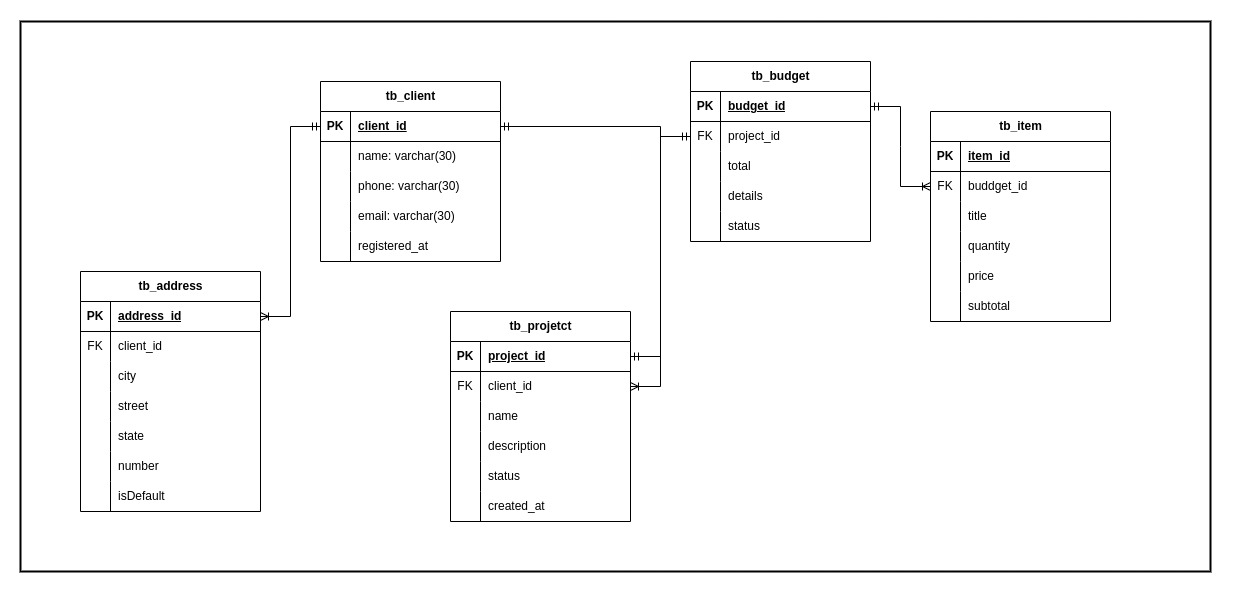 tb_client
PK client_id
name: varchar(30)
phone: varchar(30)
email: varchar(30)
registered_at
tb_budget
PK budget_id
FK project_id
total
details
status
tb_item
PK item_id
FK buddget_id
title
quantity
price
subtotal
tb_address
PK address_id
FK client_id
city
street
state
number
isDefault
tb_projetct
PK project_id
FK client_id
name
description
status
created_at